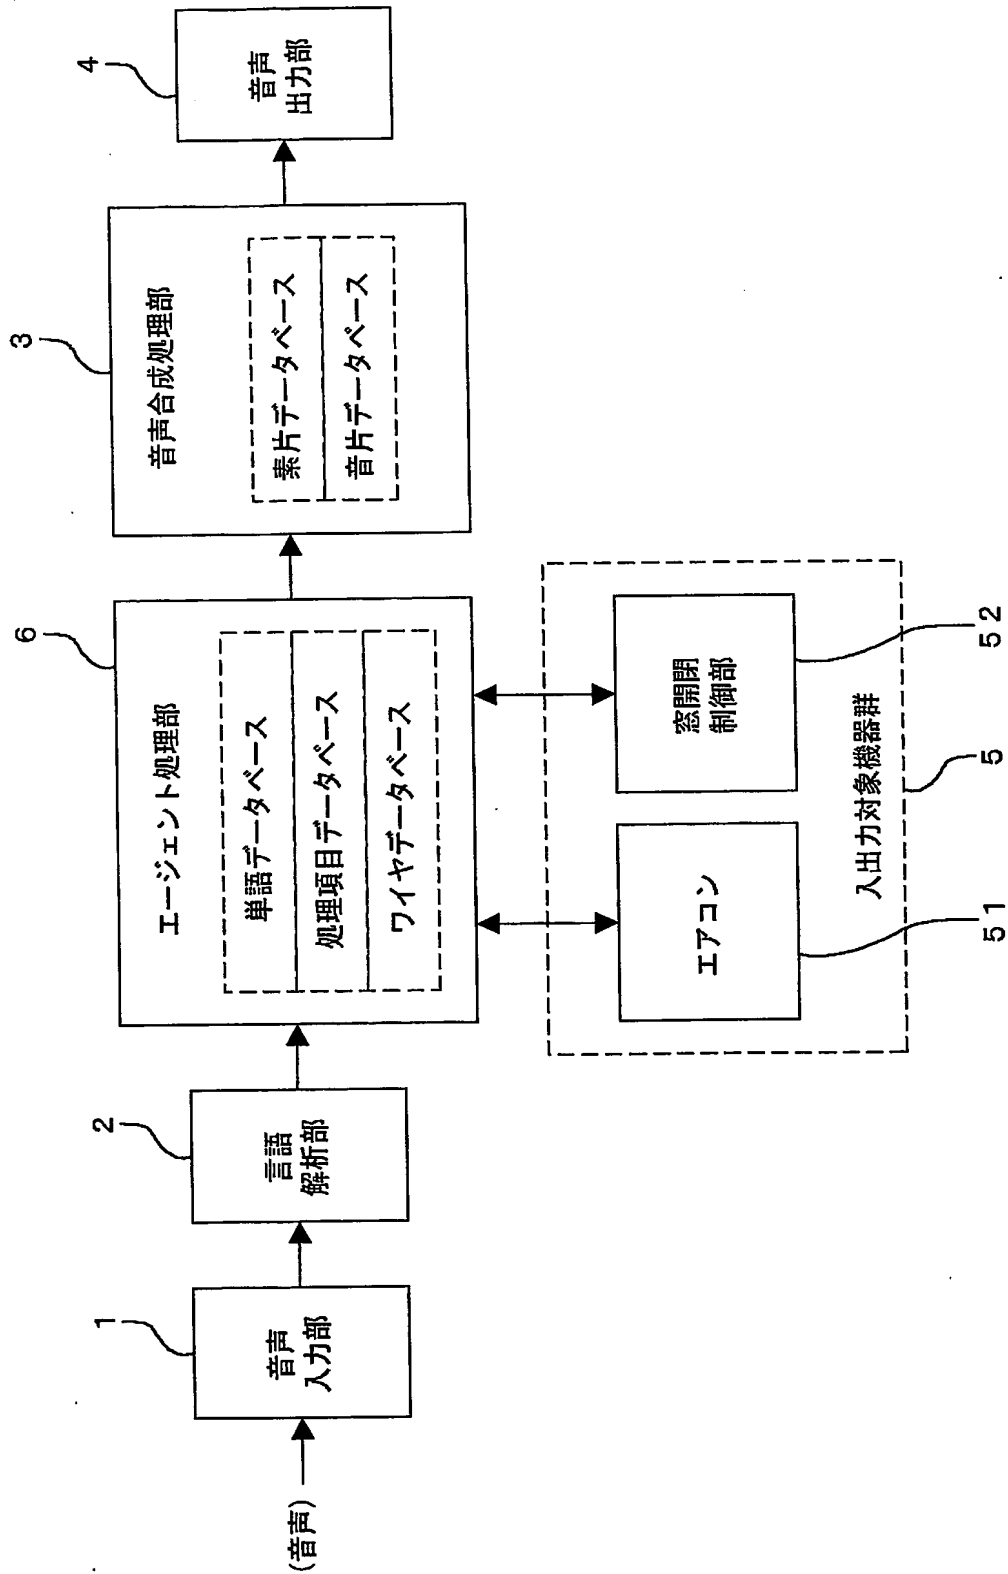 (音声)
1
音声
入力部
2
言語
解析部
6
エージェント処理部
単語データベース
処理項目データベース
ワイヤデータベース
3
音声合成処理部
素片データベース
音片データベース
4
音声
出力部
エアコン
窓開閉
制御部
入出力対象機器群
51
5
52